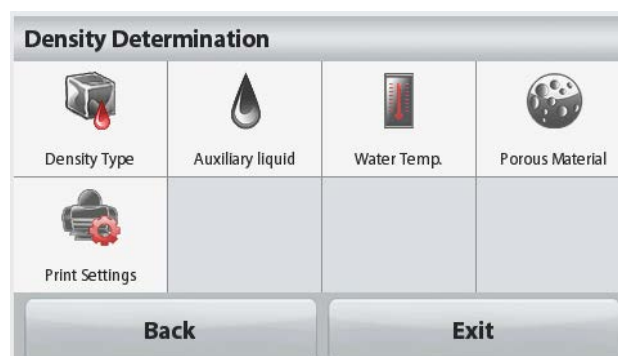 Density Determination
Density Type
Auxiliary liquid
Water Temp.
Porous Material
Print Settings
Back
Exit